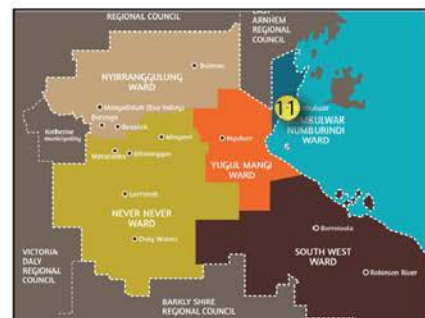 REGIONAL COUNCIL
EAST
ARNHEM
REGIONAL
COUNCIL
NYIRRANGGULUNG
WARD
Bulman
Manyallaluk (Eva Valley)
Barunga
Beswick
Katherine
municipality
11
NUMBULWAR
NUMBURINDI
WARD
Ngukurr
YUGUL MANGI
WARD
Minyerri
Mataranka
Jilkminggan
Larrimah
NEVER NEVER
WARD
Daly Waters
VICTORIA
DALY
REGIONAL
COUNCIL
SOUTH WEST
WARD
Borroloola
Robinson River
BARKLY SHIRE
REGIONAL COUNCIL